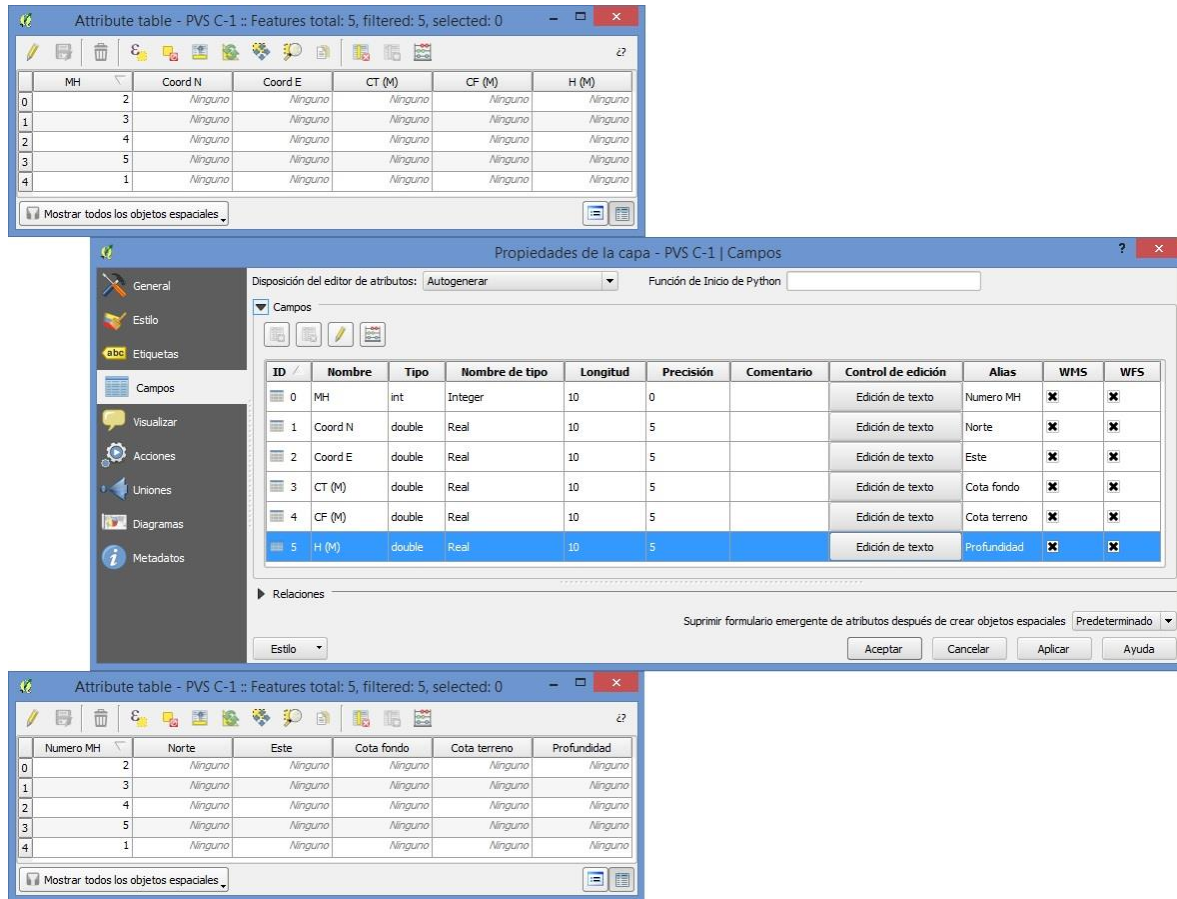 Attribute table - PVS C-1 :: Features total: 5, filtered: 5, selected: 0
MH Coord N Coord E CT (M) CF (M) H (M)
0 2 Ninguno Ninguno Ninguno Ninguno Ninguno
1 3 Ninguno Ninguno Ninguno Ninguno Ninguno
2 4 Ninguno Ninguno Ninguno Ninguno Ninguno
3 5 Ninguno Ninguno Ninguno Ninguno Ninguno
4 1 Ninguno Ninguno Ninguno Ninguno Ninguno
Mostrar todos los objetos espaciales
Propiedades de la capa - PVS C-1 | Campos ?
General
Estilo
abc Etiquetas
Campos
Visualizar
Acciones
Uniones
Diagramas
Metadatos
Disposición del editor de atributos: Autogenerar Función de Inicio de Python
Campos
ID Nombre Tipo Nombre de tipo Longitud Precisión Comentario Control de edición Alias WMS WFS
0 MH int Integer 10 0 Edición de texto Numero MH
1 Coord N double Real 10 5 Edición de texto Norte
2 Coord E double Real 10 5 Edición de texto Este
3 CT (M) double Real 10 5 Edición de texto Cota fondo
4 CF (M) double Real 10 5 Edición de texto Cota terreno
5 H (M) double Real 10 5 Edición de texto Profundidad
Relaciones
Suprimir formulario emergente de atributos después de crear objetos espaciales Predeterminado
Estilo Aceptar Cancelar Aplicar Ayuda
Attribute table - PVS C-1 :: Features total: 5, filtered: 5, selected: 0
Numero MH Norte Este Cota fondo Cota terreno Profundidad
0 2 Ninguno Ninguno Ninguno Ninguno Ninguno
1 3 Ninguno Ninguno Ninguno Ninguno Ninguno
2 4 Ninguno Ninguno Ninguno Ninguno Ninguno
3 5 Ninguno Ninguno Ninguno Ninguno Ninguno
4 1 Ninguno Ninguno Ninguno Ninguno Ninguno
Mostrar todos los objetos espaciales